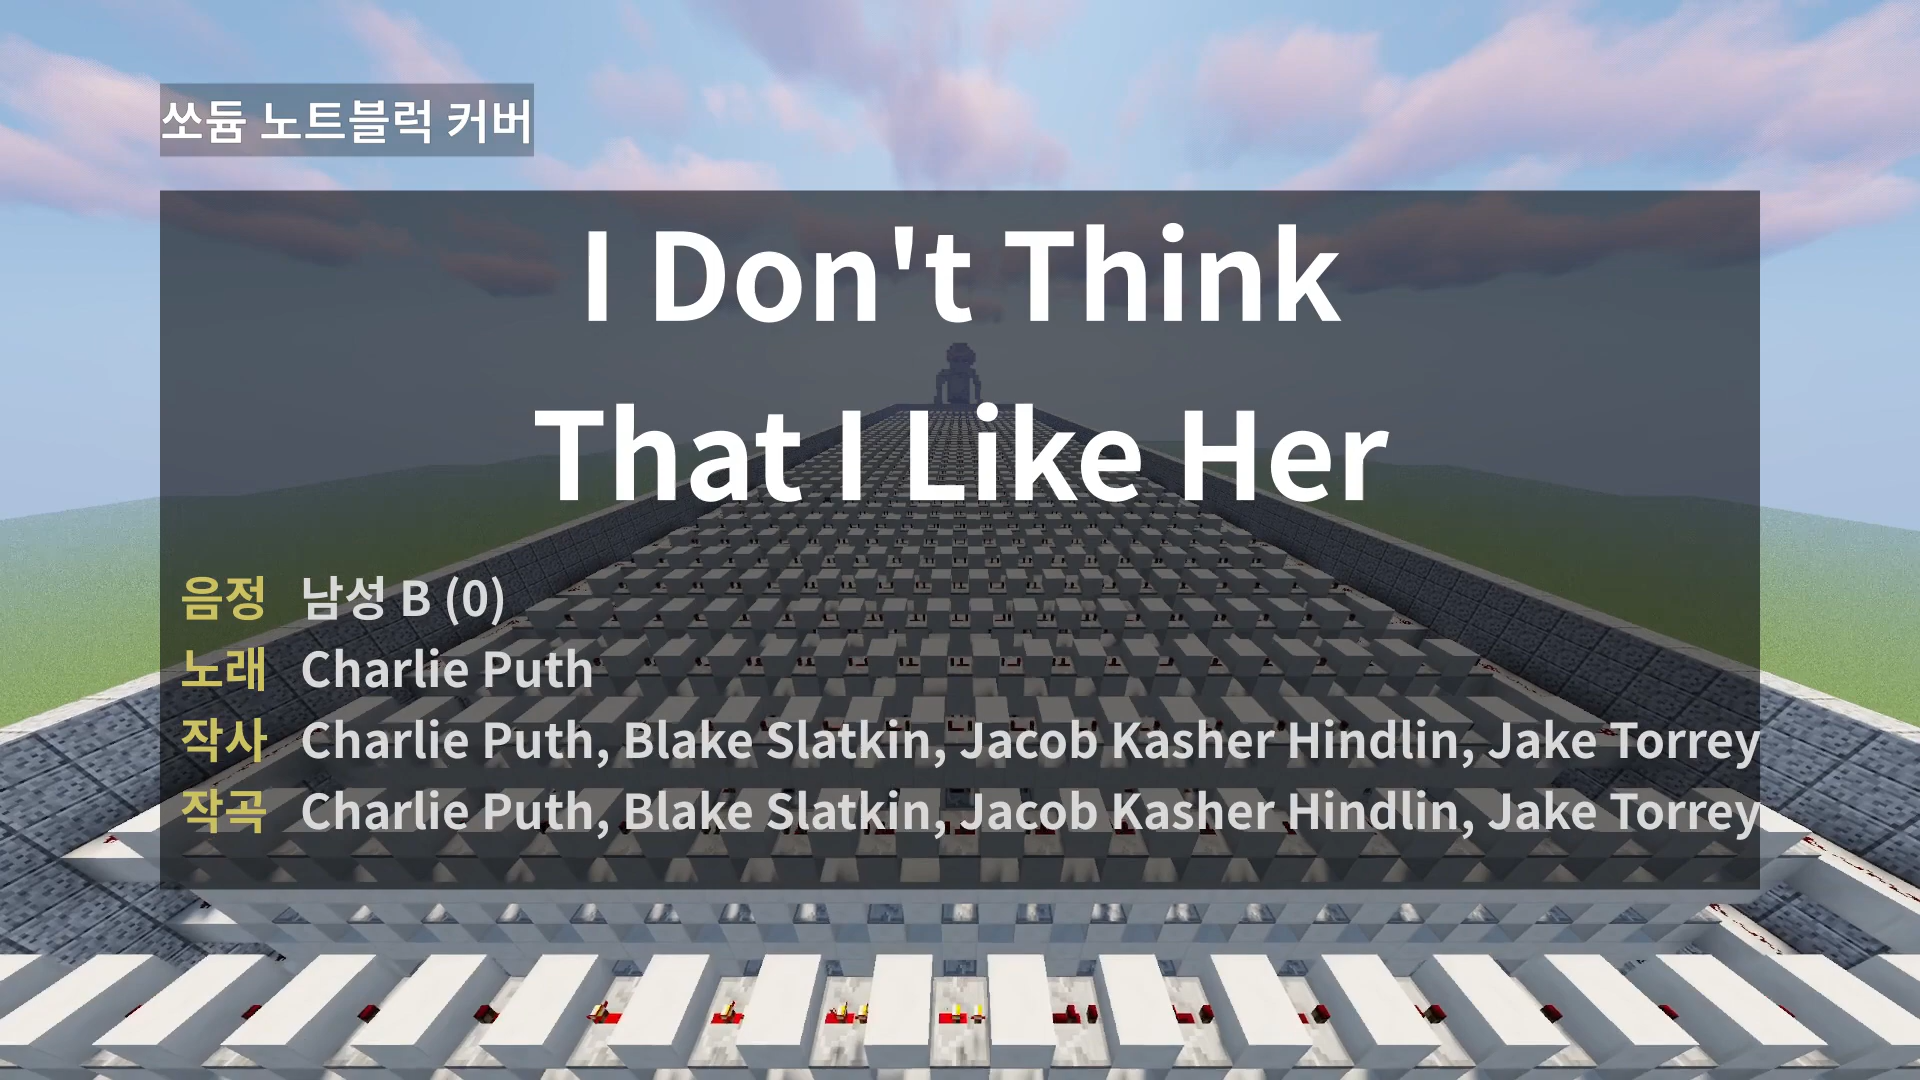 쏘듐 노트블럭 커버
I Don't Think
That I Like Her
음정 남성 B (0)
노래 Charlie Puth
작사 Charlie Puth, Blake Slatkin, Jacob Kasher Hindlin, Jake Torrey
작곡 Charlie Puth, Blake Slatkin, Jacob Kasher Hindlin, Jake Torrey